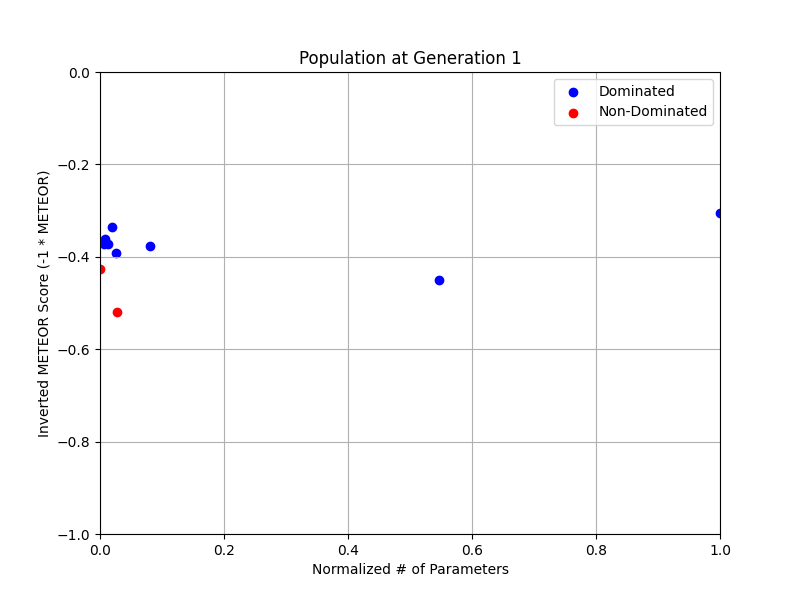 Population at Generation 1
Dominated
Non-Dominated
0.0
−0.2
−0.4
−0.6
−0.8
−1.0
Inverted METEOR Score (-1 * METEOR)
0.0 0.2 0.4 0.6 0.8 1.0
Normalized # of Parameters